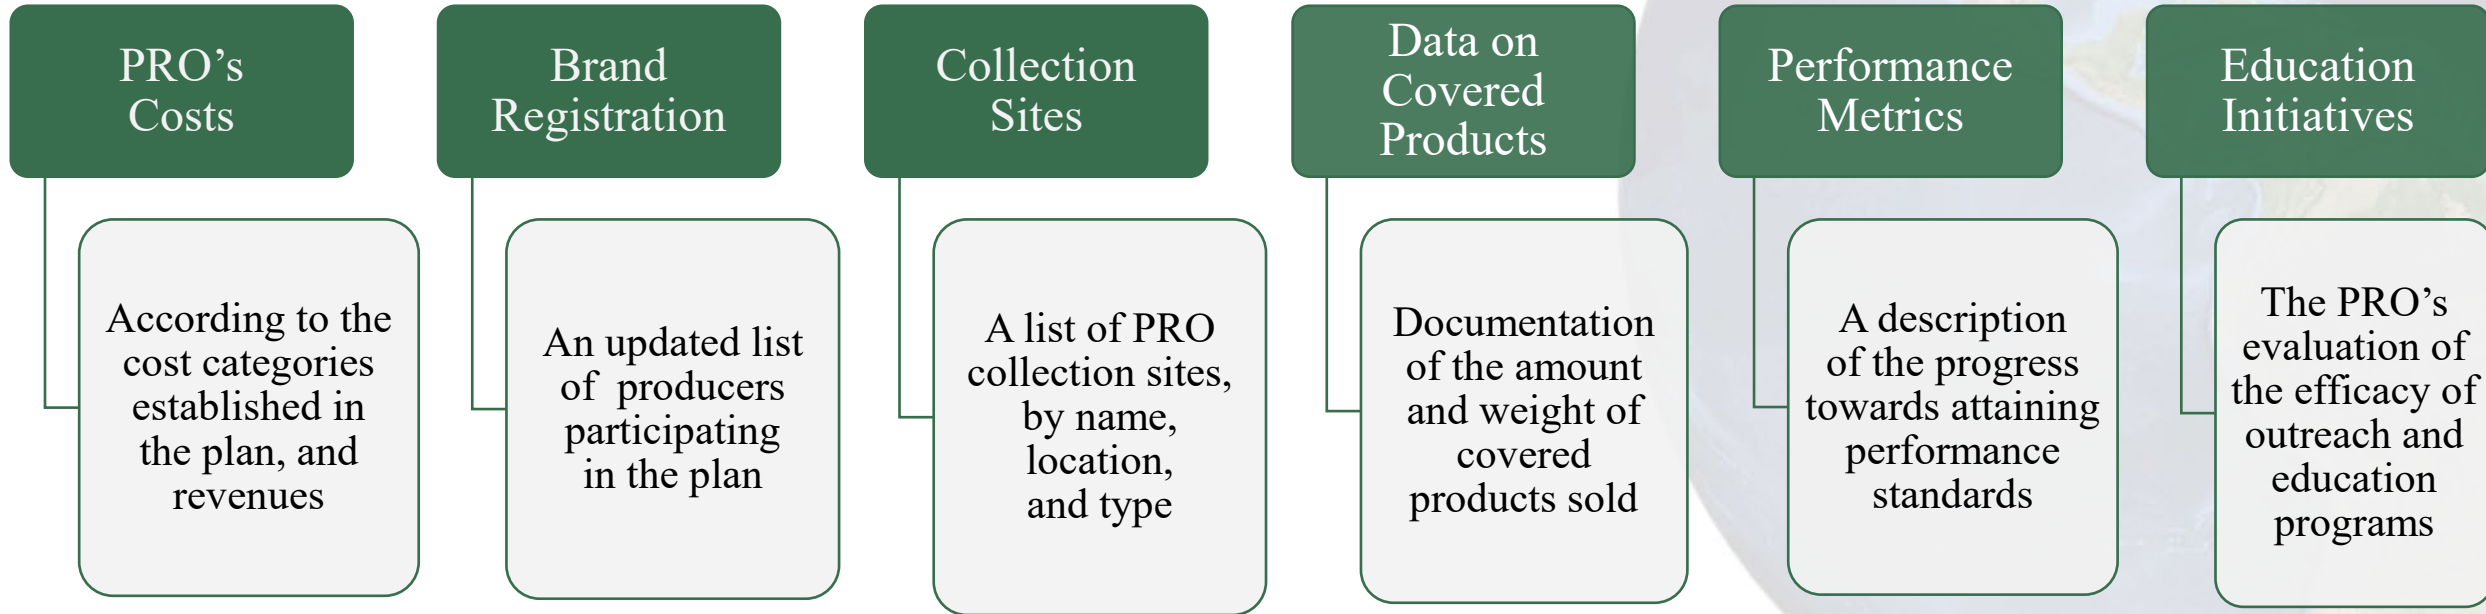 PRO’s
Costs
According to the
cost categories
established in
the plan, and
revenues
Brand
Registration
An updated list
of  producers
participating
in the plan
Collection
Sites
A list of PRO
collection sites,
by name,
location,
and type
Data on
Covered
Products
Documentation
of the amount
and weight of
covered
products sold
Performance
Metrics
A description
of the progress
towards attaining
performance
standards
Education
Initiatives
The PRO’s
evaluation of
the efficacy of
outreach and
education
programs